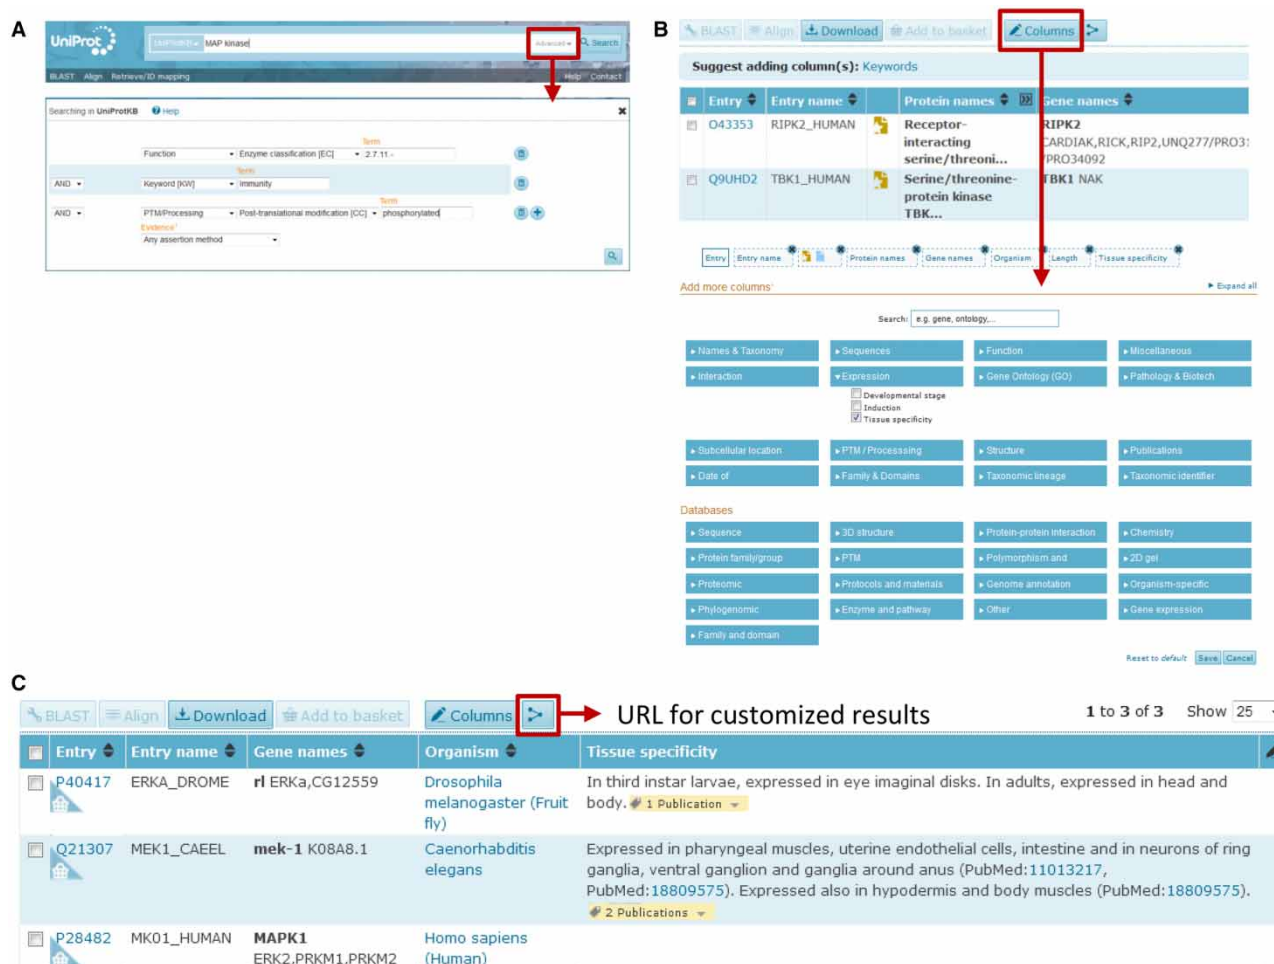 A
UniProt
UniProtKB
MAP kinase
Advanced
Search
BLAST Align Retrieve/ID mapping
Help Contact
Searching in UniProtKB Help
Term
Function Enzyme classification [EC] 2.7.11.-
Term
AND Keyword [KW] immunity
Term
AND PTM/Processing Post-translational modification [CC] phosphorylated
Evidence
Any assertion method
B
BLAST Align Download Add to basket Columns
Suggest adding column(s): Keywords
Entry Entry name Protein names Gene names
O43353 RIPK2_HUMAN Receptor- RIPK2
interacting CARDIAK,RICK,RIP2,UNQ277/PRO31
serine/threoni... /PRO34092
Q9UHD2 TBK1_HUMAN Serine/threonine- TBK1 NAK
protein kinase
TBK...
Entry Entry name Protein names Gene names Organism Length Tissue specificity
Add more columns
Expand all
Search: e.g. gene, ontology,...
Names & Taxonomy Sequences Function Miscellaneous
Interaction Expression Gene Ontology (GO) Pathology & Biotech
Developmental stage
Induction
Tissue specificity
Subcellular location PTM / Processsing Structure Publications
Date of Family & Domains Taxonomic lineage Taxonomic identifier
Databases
Sequence 3D structure Protein-protein interaction Chemistry
Protein family/group PTM Polymorphism and 2D gel
Proteomic Protocols and materials Genome annotation Organism-specific
Phylogenomic Enzyme and pathway Other Gene expression
Family and domain
Reset to default Save Cancel
C
BLAST Align Download Add to basket Columns URL for customized results 1 to 3 of 3 Show 25
Entry Entry name Gene names Organism Tissue specificity
P40417 ERKA_DROME rl ERKa,CG12559 Drosophila In third instar larvae, expressed in eye imaginal disks. In adults, expressed in head and
melanogaster (Fruit body. 1 Publication
fly)
Q21307 MEK1_CAEEL mek-1 K08A8.1 Caenorhabditis Expressed in pharyngeal muscles, uterine endothelial cells, intestine and in neurons of ring
elegans ganglia, ventral ganglion and ganglia around anus (PubMed:11013217,
PubMed:18809575). Expressed also in hypodermis and body muscles (PubMed:18809575).
2 Publications
P28482 MK01_HUMAN MAPK1 Homo sapiens
ERK2,PRKM1,PRKM2 (Human)